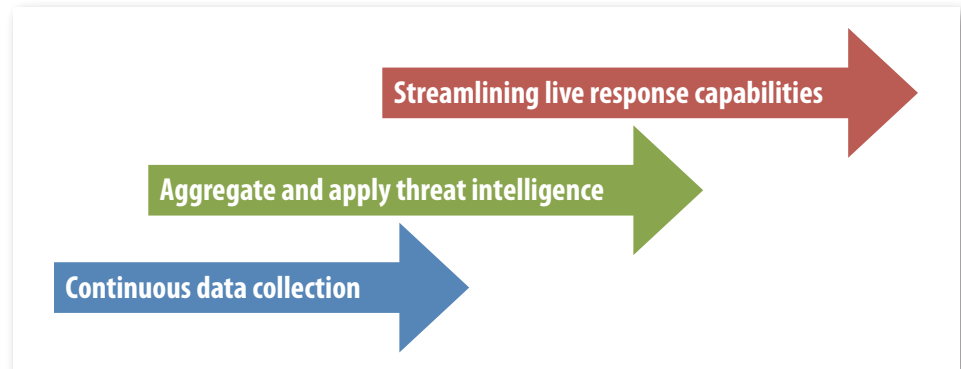 Streamlining live response capabilities
Aggregate and apply threat intelligence
Continuous data collection